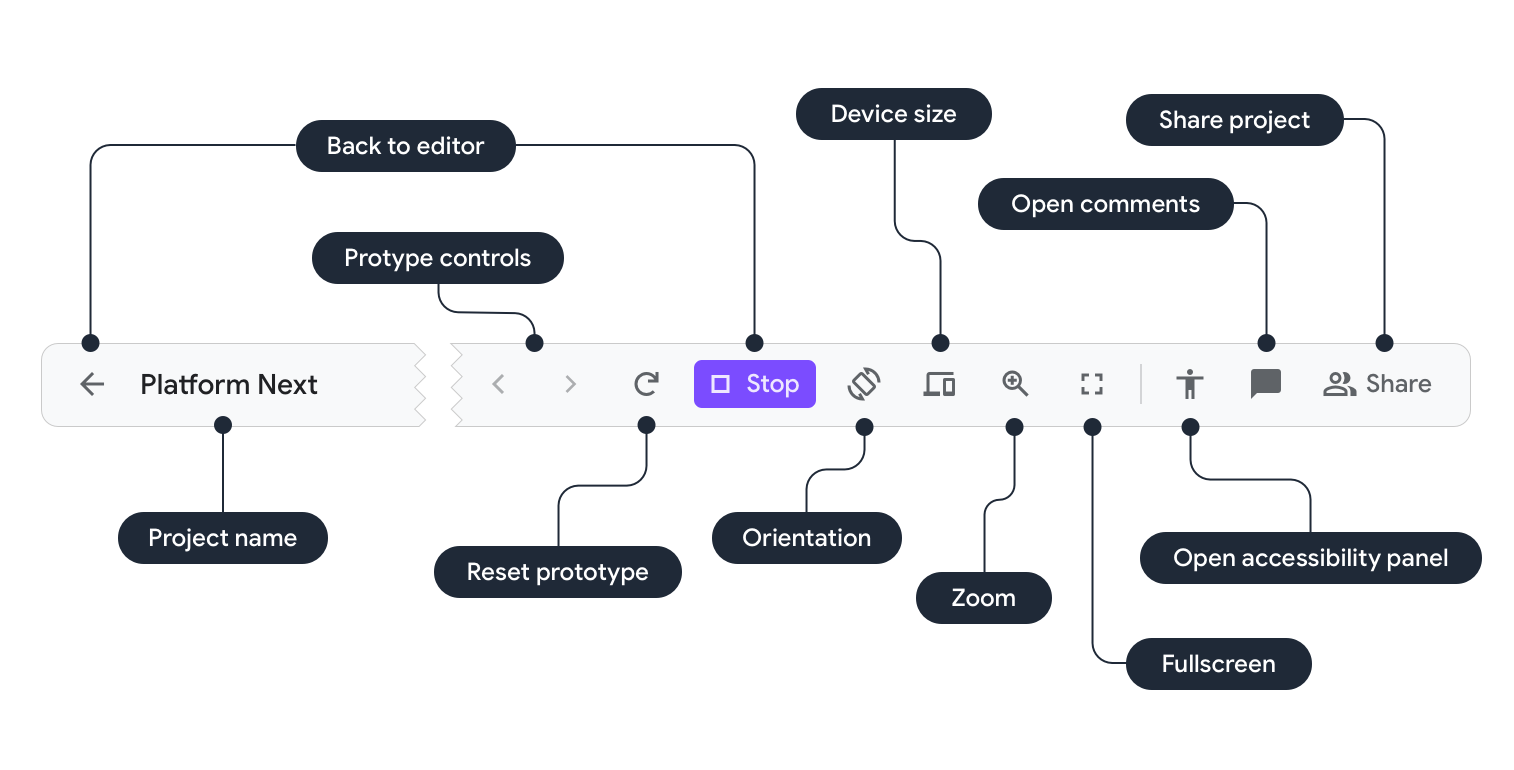 Device size
Share project
Back to editor
Open comments
Protype controls
Platform Next
Stop
Share
Project name
Orientation
Open accessibility panel
Reset prototype
Zoom
Fullscreen